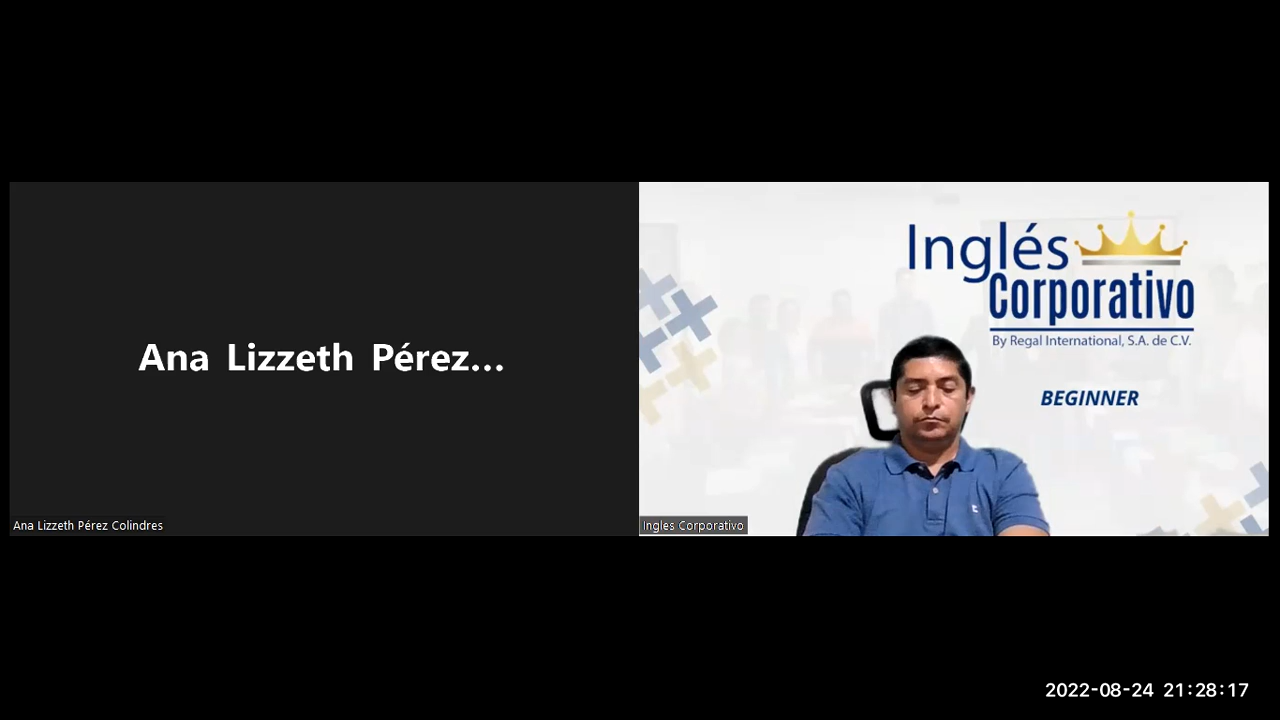 Ana Lizzeth Pérez...
Ana Lizzeth Pérez Colindres
Inglés
Corporativo
By Regal International, S.A. de C.V.
BEGINNER
Ingles Corporativo
2022-08-24 21:28:17